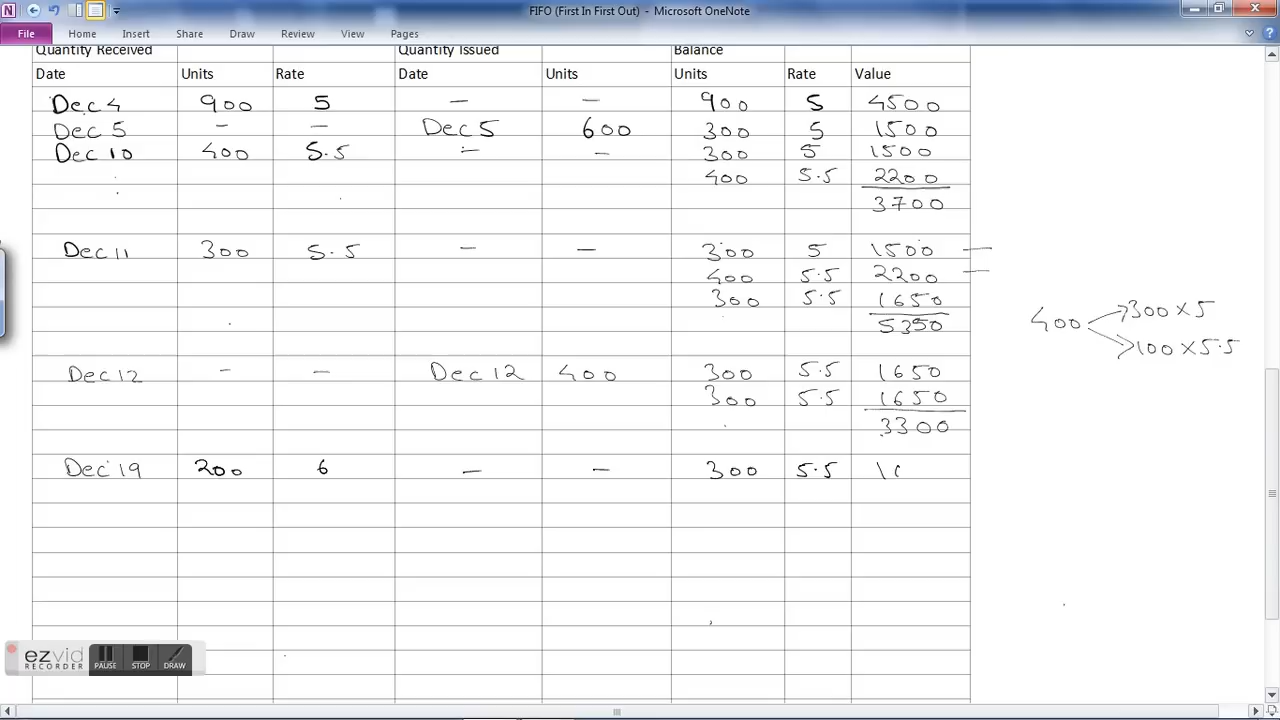 FIFO (First In First Out) - Microsoft OneNote
File Home Insert Share Draw Review View Pages
Quantity Received Quantity Issued Balance
Date Units Rate Date Units Units Rate Value
Dec 4 900 5 — — 900 5 4500
Dec 5 - - Dec 5 600 300 5 1500
Dec 10 400 5.5 - - 300 5 1500
400 5.5 2200
3700
Dec 11 300 5.5 - - 300 5 1500
400 5.5 2200
300 5.5 1650
5350
400 300 x 5
100 x 5.5
Dec 12 - - Dec 12 400 300 5.5 1650
300 5.5 1650
3300
Dec 19 200 6 - - 300 5.5
ezvid
RECORDER
PAUSE STOP DRAW